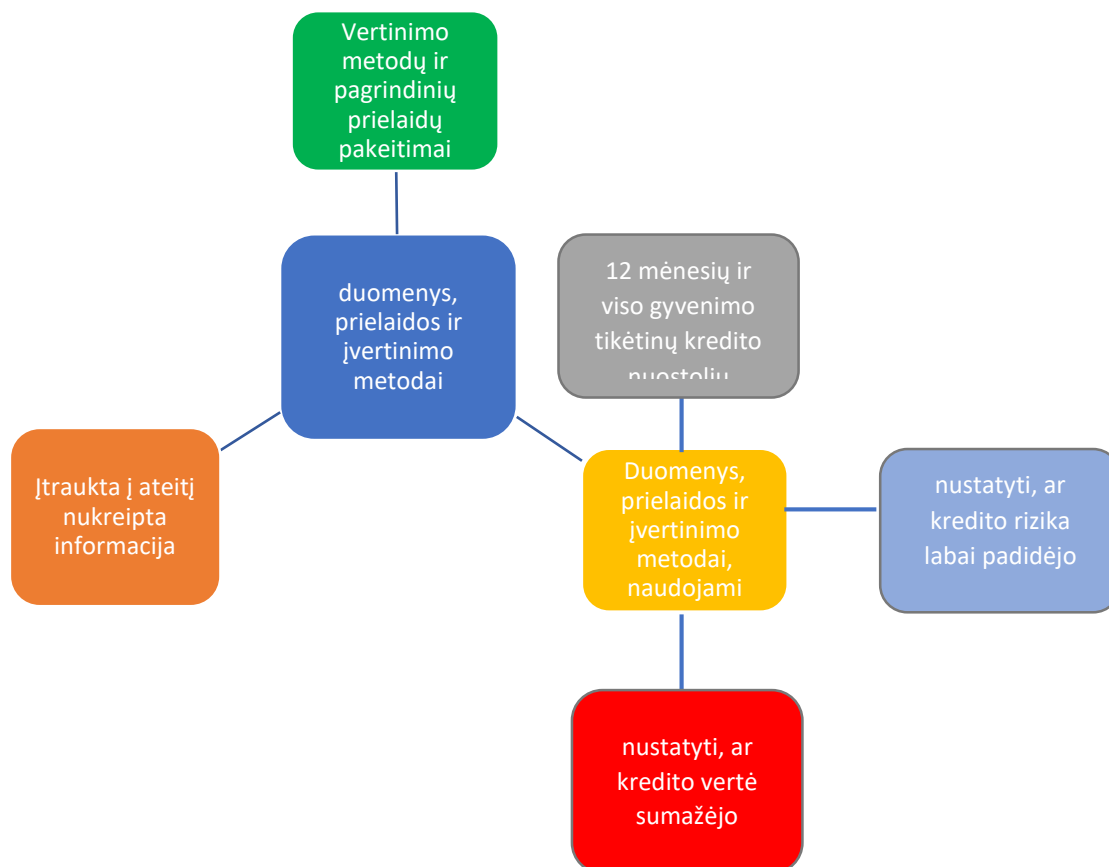 Vertinimo
metodų ir
pagrindinių
prielaidų
pakeitimai
duomenys,
prielaidos ir
įvertinimo
metodai
12 mėnesių ir
viso gyvenimo
tikėtinų kredito
nuostolių
Įtraukta į ateitį
nukreipta
informacija
Duomenys,
prielaidos ir
įvertinimo
metodai,
naudojami
nustatyti, ar
kredito rizika
labai padidėjo
nustatyti, ar
kredito vertė
sumažėjo